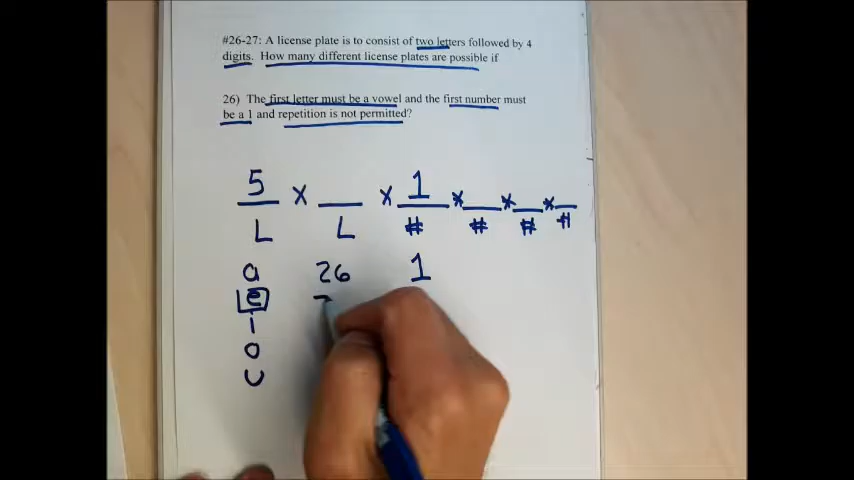 #26-27: A license plate is to consist of two letters followed by 4
digits. How many different license plates are possible if
26) The first letter must be a vowel and the first number must
be a 1 and repetition is not permitted?
5 x __ x 1 * __ * __ * __
L L # # # #
a 26 1
e
i
o
u